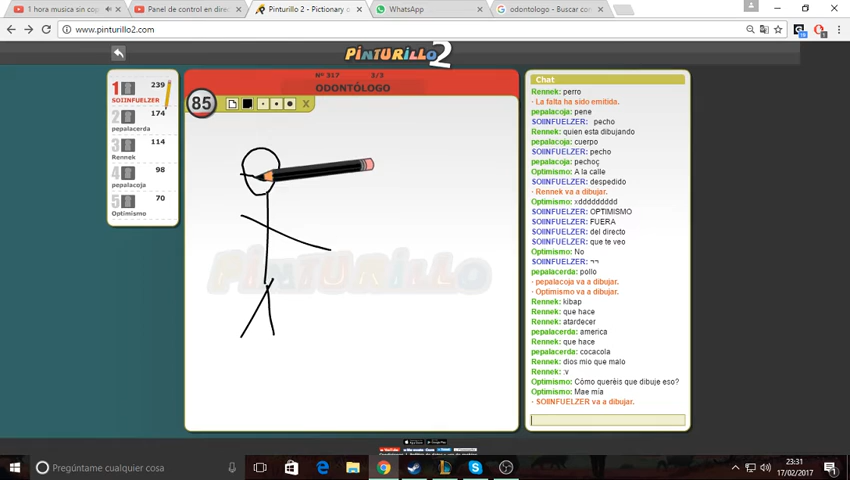 1 hora musica sin co
Panel de control en dire
Pinturillo 2 - Pictionary o
WhatsApp
odontologo - Buscar con
www.pinturillo2.com
PiNTURiLLO 2
Nº 317 2/3
ODONTÓLOGO
85
X
1 239
SOIINFUELZER
2 174
pepalacerda
3 114
Rennek
4 98
pepalacoja
5 70
Optimismo
PiNTURiLLO 2
Chat
Rennek: perro
· La falta ha sido emitida.
pepalacoja: pene
SOIINFUELZER: pecho
Rennek: quien esta dibujando
pepalacoja: cuerpo
SOIINFUELZER: pecho
pepalacoja: pechoç
Optimismo: A la calle
SOIINFUELZER: despedido
· Rennek va a dibujar.
Optimismo: xddddddddd
SOIINFUELZER: OPTIMISMO
SOIINFUELZER: FUERA
SOIINFUELZER: del directo
SOIINFUELZER: que te veo
Optimismo: No
SOIINFUELZER: ¬¬
pepalacerda: pollo
· pepalacoja va a dibujar.
· Optimismo va a dibujar.
Rennek: kibap
Rennek: que hace
Rennek: atardecer
pepalacerda: america
Rennek: que hace
pepalacerda: cocacola
Rennek: dios mio que malo
Rennek: :v
Optimismo: Cómo queréis que dibuje eso?
Optimismo: Mae mía
· SOIINFUELZER va a dibujar.
Pregúntame cualquier cosa
23:31
17/02/2017